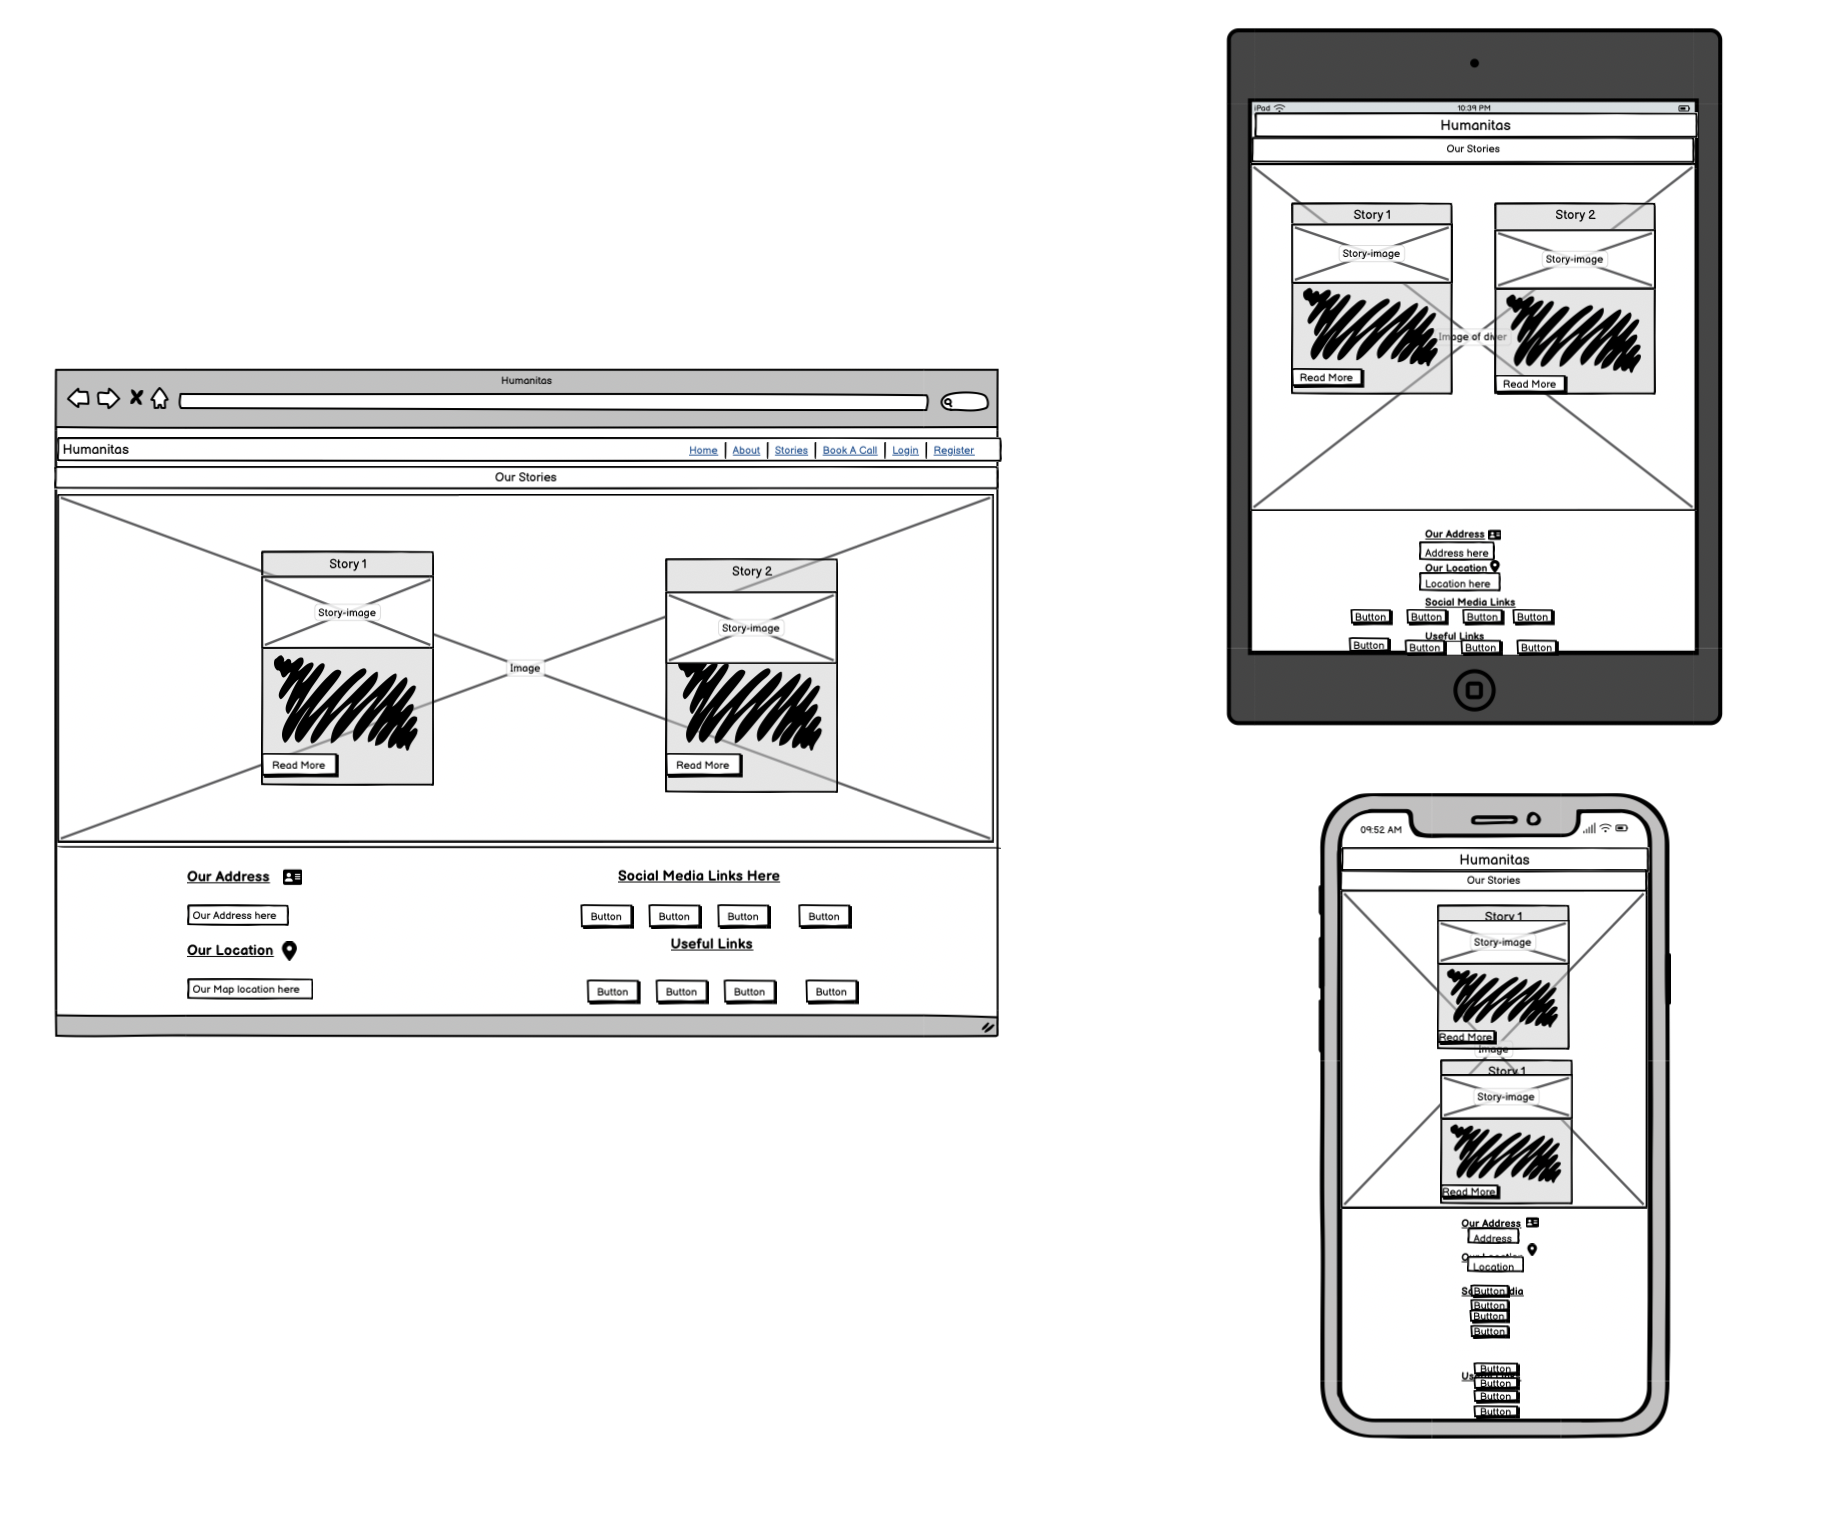 Humanitas
Humanitas
Home About Stories Book A Call Login Register
Our Stories
Story 1
Story-image
Read More
Image
Story 2
Story-image
Read More
Our Address
Our Address here
Our Location
Our Map location here
Social Media Links Here
Button Button Button Button
Useful Links
Button Button Button Button
iPad 10:39 PM
Humanitas
Our Stories
Story 1
Story-image
Read More
Image of diver
Story 2
Story-image
Read More
Our Address
Address here
Our Location
Location here
Social Media Links
Button Button Button Button
Useful Links
Button Button Button Button
09:52 AM
Humanitas
Our Stories
Story 1
Story-image
Read More
Image
Story 1
Story-image
Read More
Our Address
Address
Location
Button
Button
Button
Button
Button
Button
Button
Button